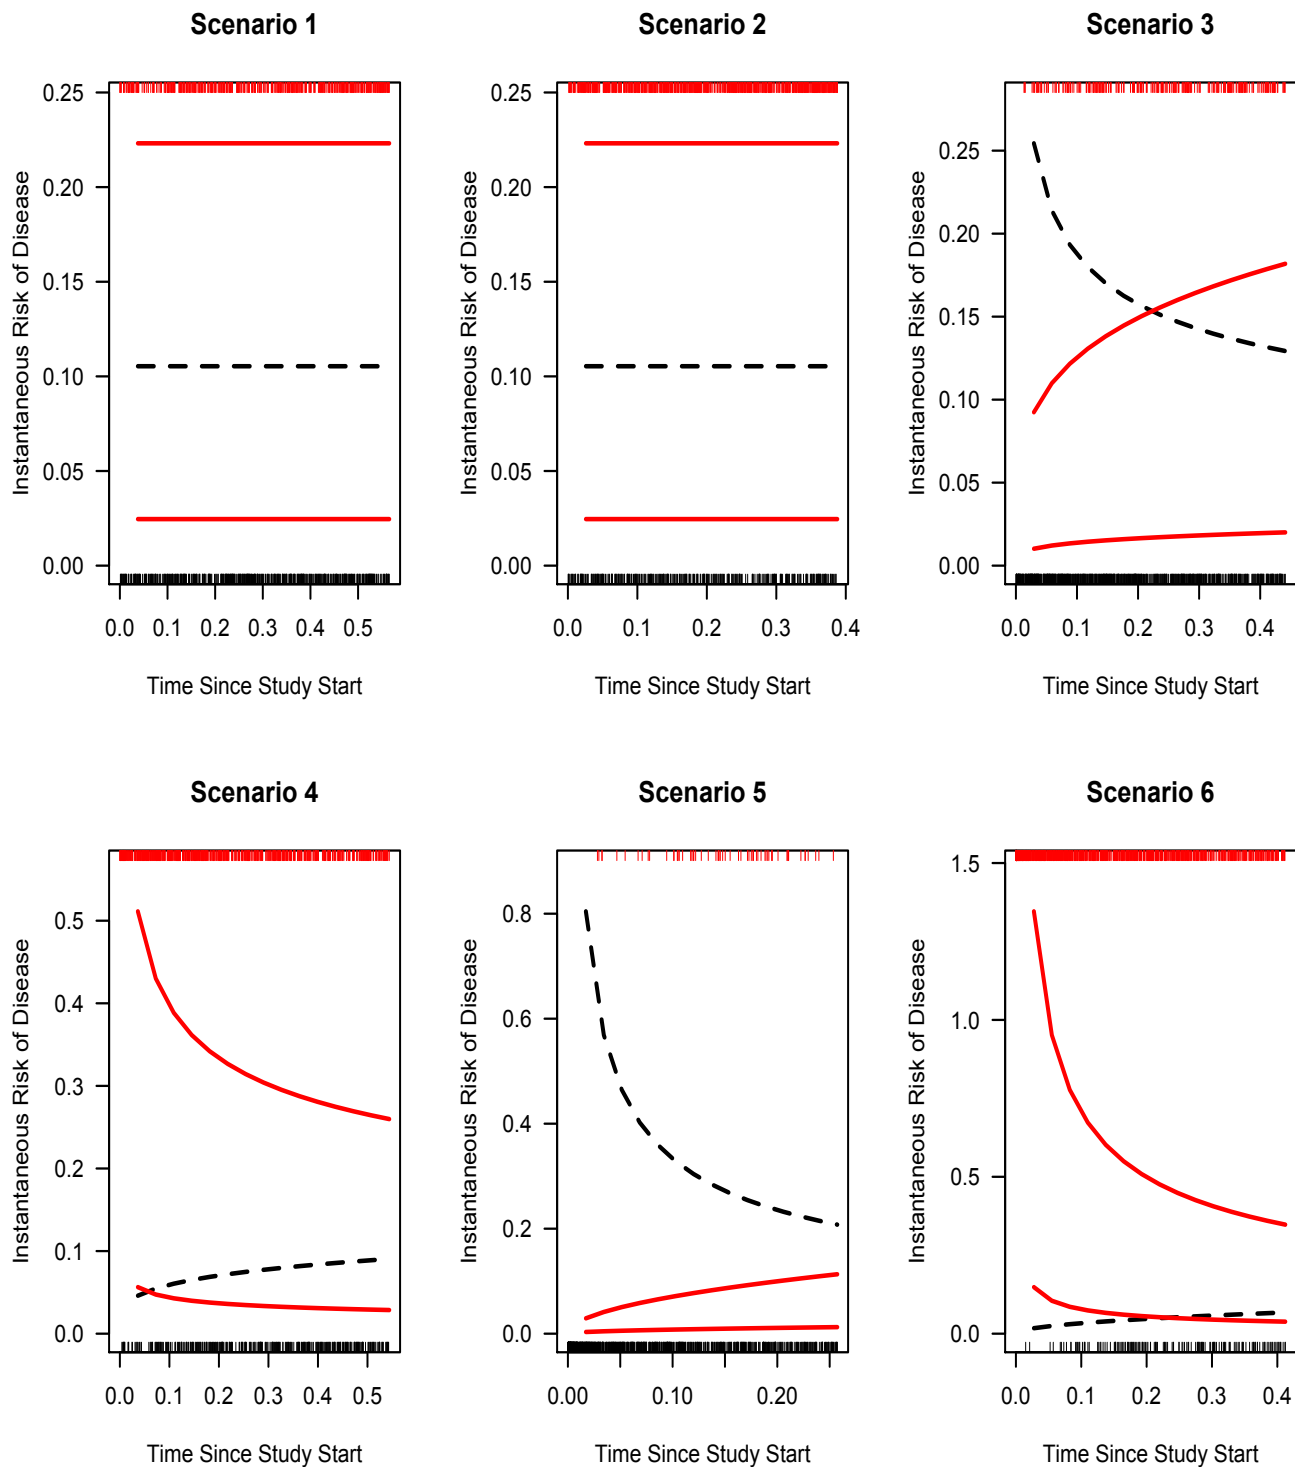 Scenario 1
Instantaneous Risk of Disease
0.25
0.20
0.15
0.10
0.05
0.00
0.0 0.1 0.2 0.3 0.4 0.5
Time Since Study Start
Scenario 2
Instantaneous Risk of Disease
0.25
0.20
0.15
0.10
0.05
0.00
0.0 0.1 0.2 0.3 0.4
Time Since Study Start
Scenario 3
Instantaneous Risk of Disease
0.25
0.20
0.15
0.10
0.05
0.00
0.0 0.1 0.2 0.3 0.4
Time Since Study Start
Scenario 4
Instantaneous Risk of Disease
0.5
0.4
0.3
0.2
0.1
0.0
0.0 0.1 0.2 0.3 0.4 0.5
Time Since Study Start
Scenario 5
Instantaneous Risk of Disease
0.8
0.6
0.4
0.2
0.0
0.00 0.10 0.20
Time Since Study Start
Scenario 6
Instantaneous Risk of Disease
1.5
1.0
0.5
0.0
0.0 0.1 0.2 0.3 0.4
Time Since Study Start